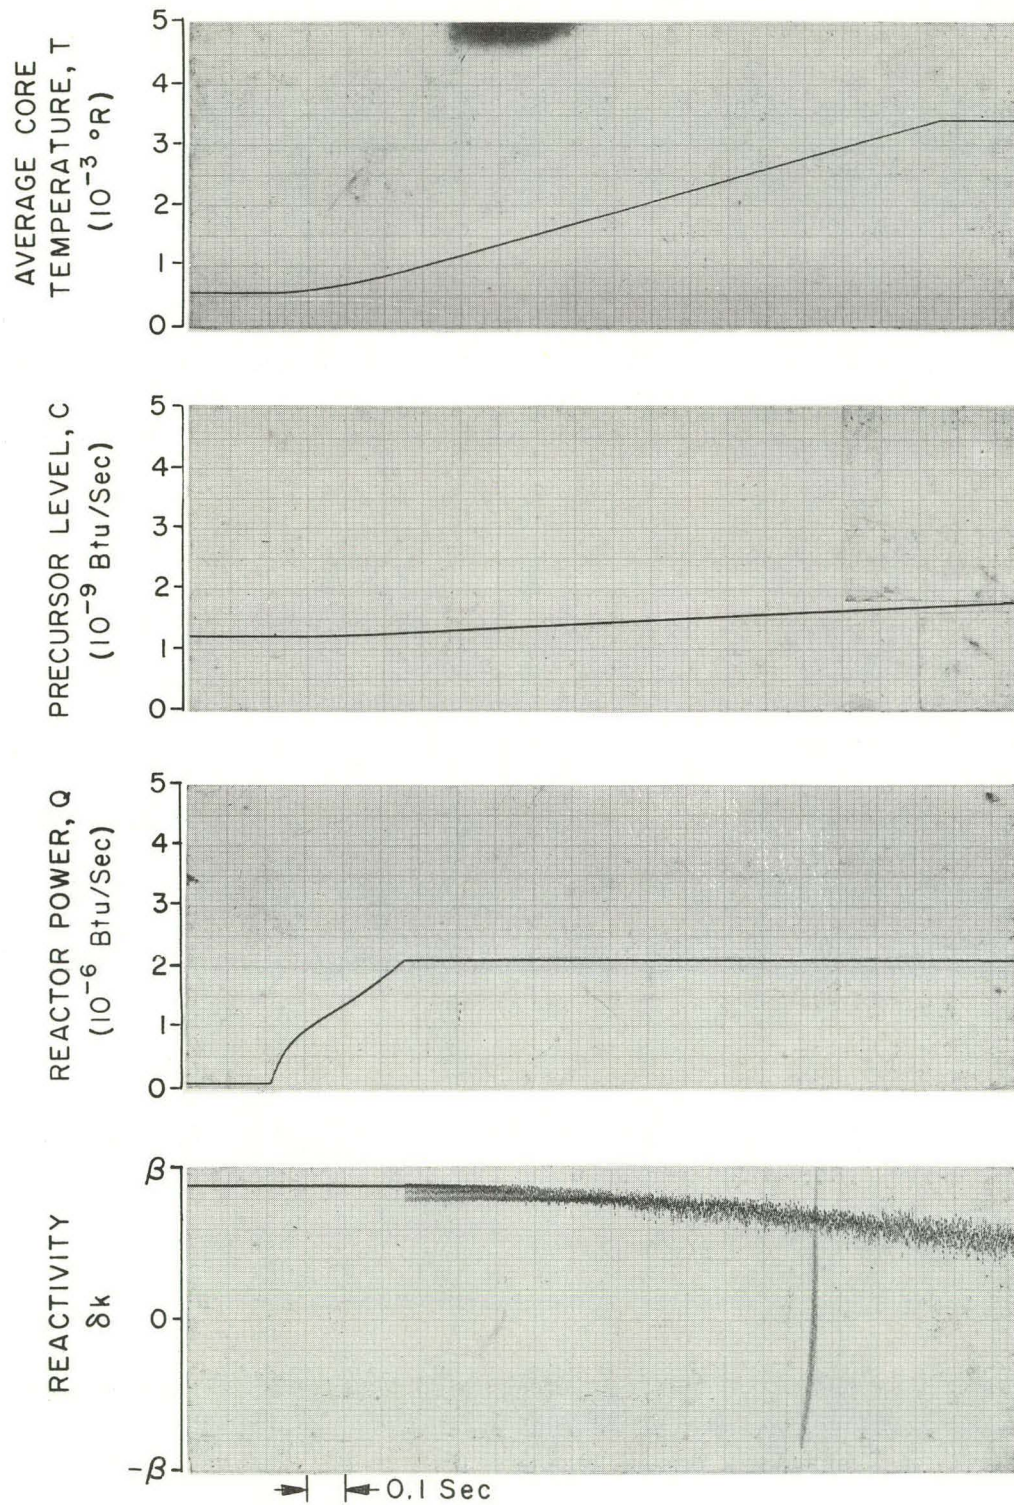 AVERAGE CORE
TEMPERATURE, T
(10⁻³ °R)
5
4
3
2
1
0
PRECURSOR LEVEL, C
(10⁻⁹ Btu/Sec)
5
4
3
2
1
0
REACTOR POWER, Q
(10⁻⁶ Btu/Sec)
5
4
3
2
1
0
REACTIVITY
δk
β
0
-β
0.1 Sec